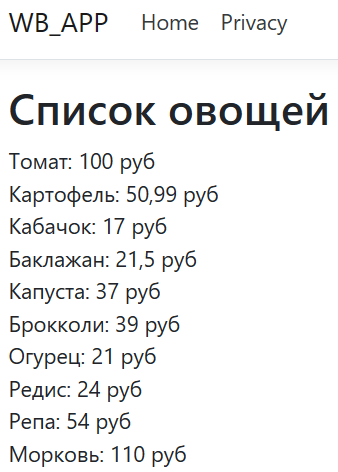 WB_APP Home Privacy
Список овощей
Томат: 100 руб
Картофель: 50,99 руб
Кабачок: 17 руб
Баклажан: 21,5 руб
Капуста: 37 руб
Брокколи: 39 руб
Огурец: 21 руб
Редис: 24 руб
Репа: 54 руб
Морковь: 110 руб